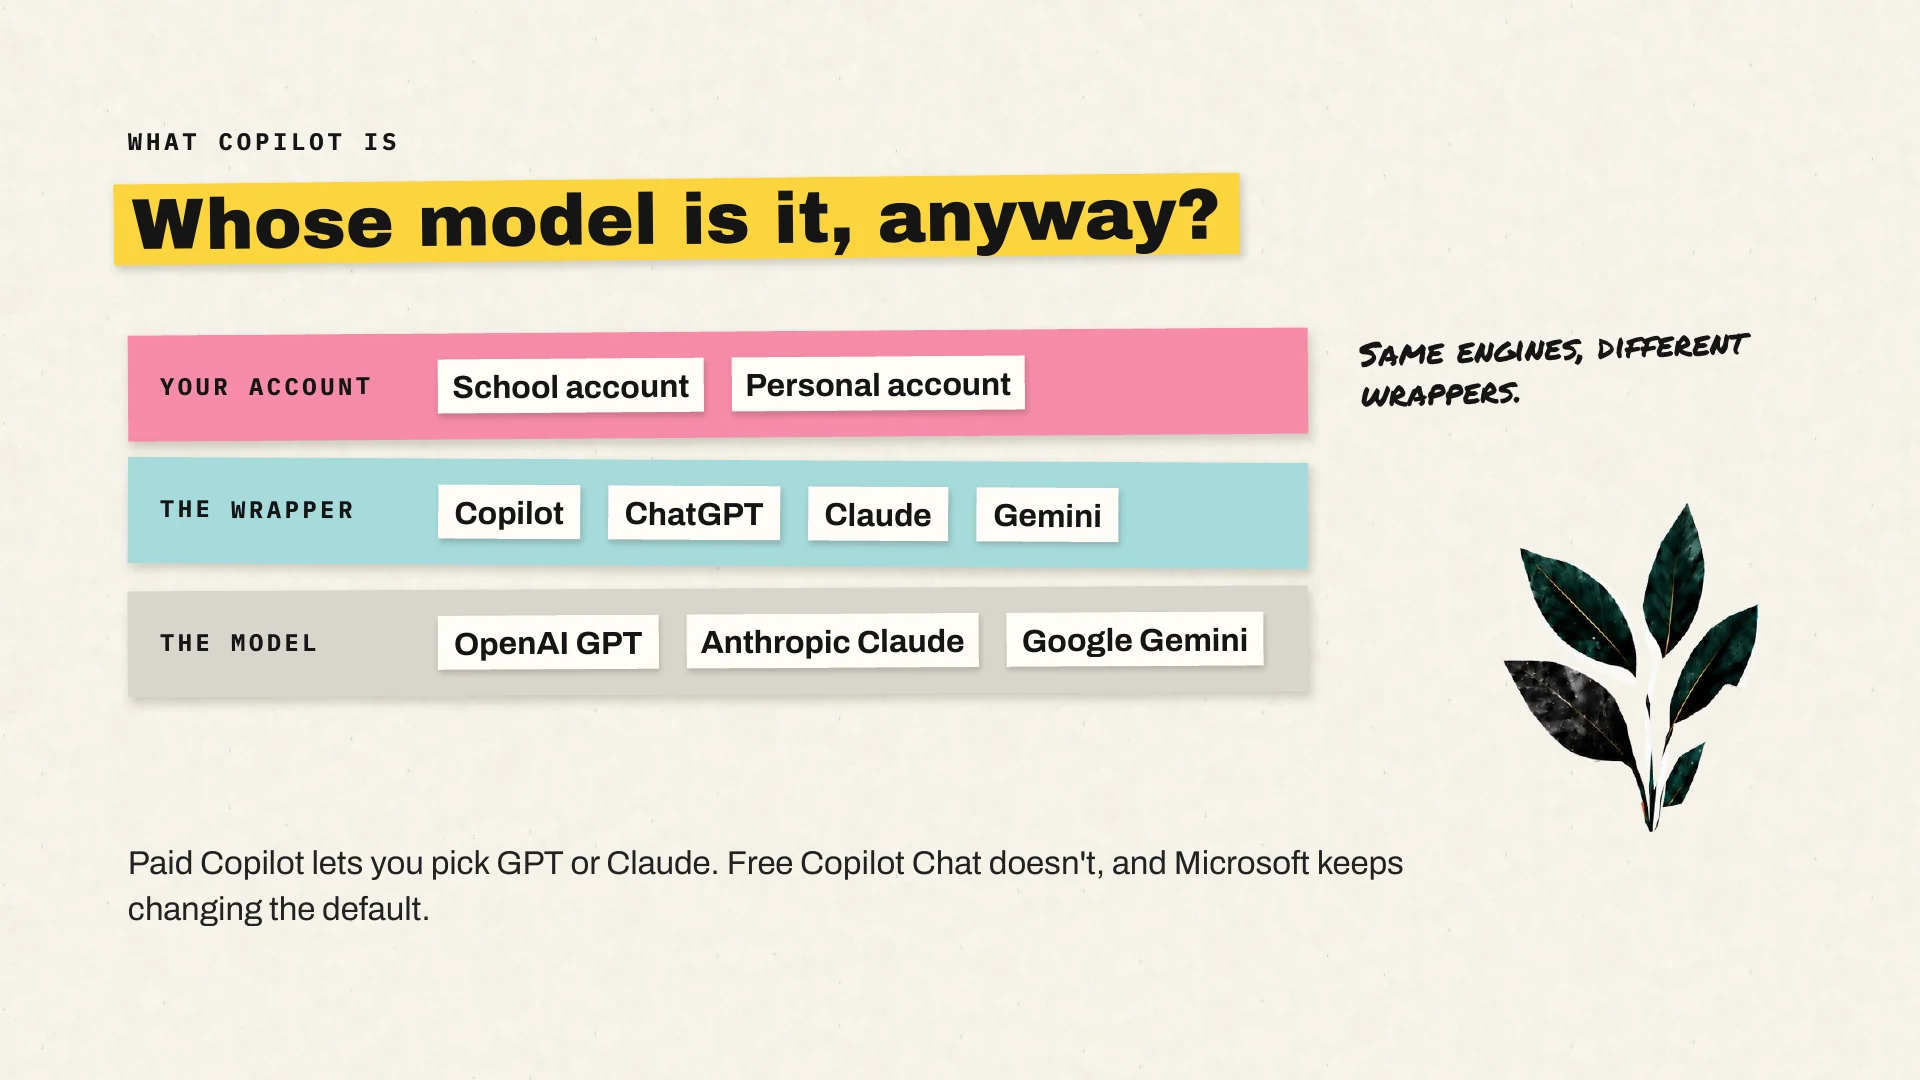 WHAT COPILOT IS
Whose model is it, anyway?
YOUR ACCOUNT School account Personal account
SAME ENGINES, DIFFERENT
WRAPPERS.
THE WRAPPER Copilot ChatGPT Claude Gemini
THE MODEL OpenAI GPT Anthropic Claude Google Gemini
Paid Copilot lets you pick GPT or Claude. Free Copilot Chat doesn't, and Microsoft keeps
changing the default.